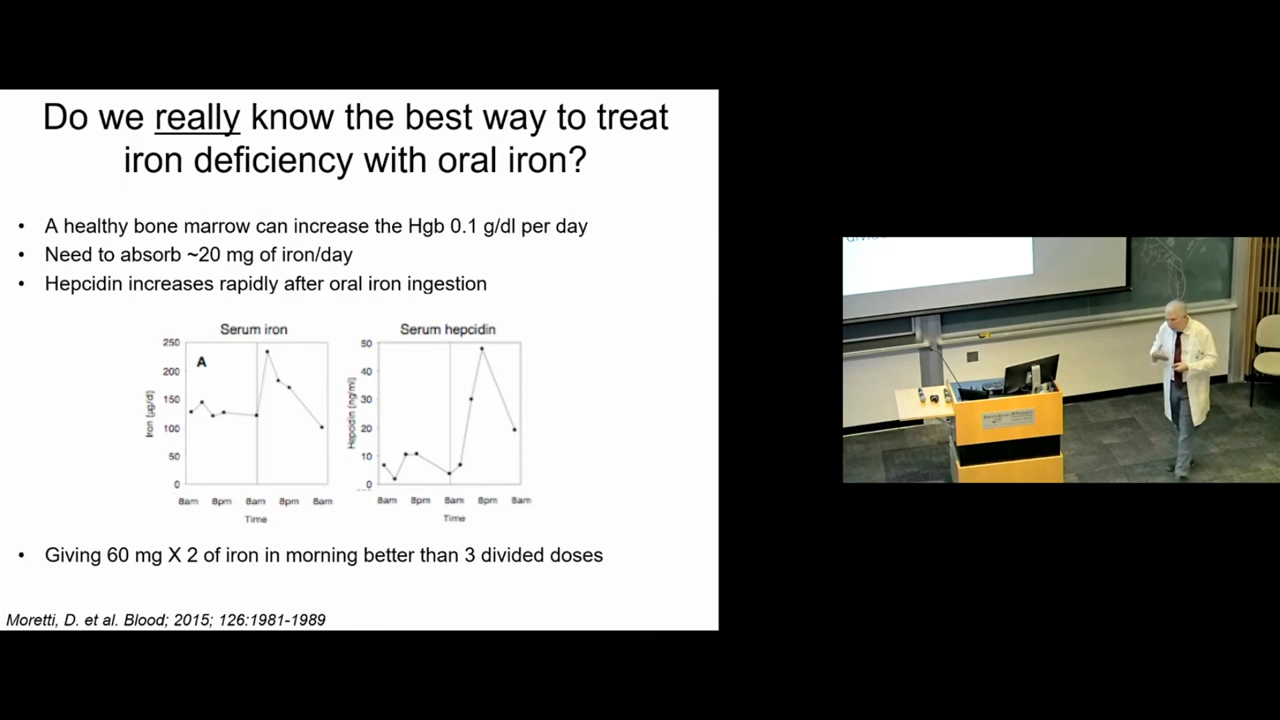 Do we really know the best way to treat
iron deficiency with oral iron?
• A healthy bone marrow can increase the Hgb 0.1 g/dl per day
• Need to absorb ~20 mg of iron/day
• Hepcidin increases rapidly after oral iron ingestion
Serum iron
250
200
150
100
50
0
A
Iron [µg/d]
8am 8pm 8am 8pm 8am
Time
Serum hepcidin
50
40
30
20
10
0
Hepcidin [ng/ml]
8am 8pm 8am 8pm 8am
Time
• Giving 60 mg X 2 of iron in morning better than 3 divided doses
Moretti, D. et al. Blood; 2015; 126:1981-1989